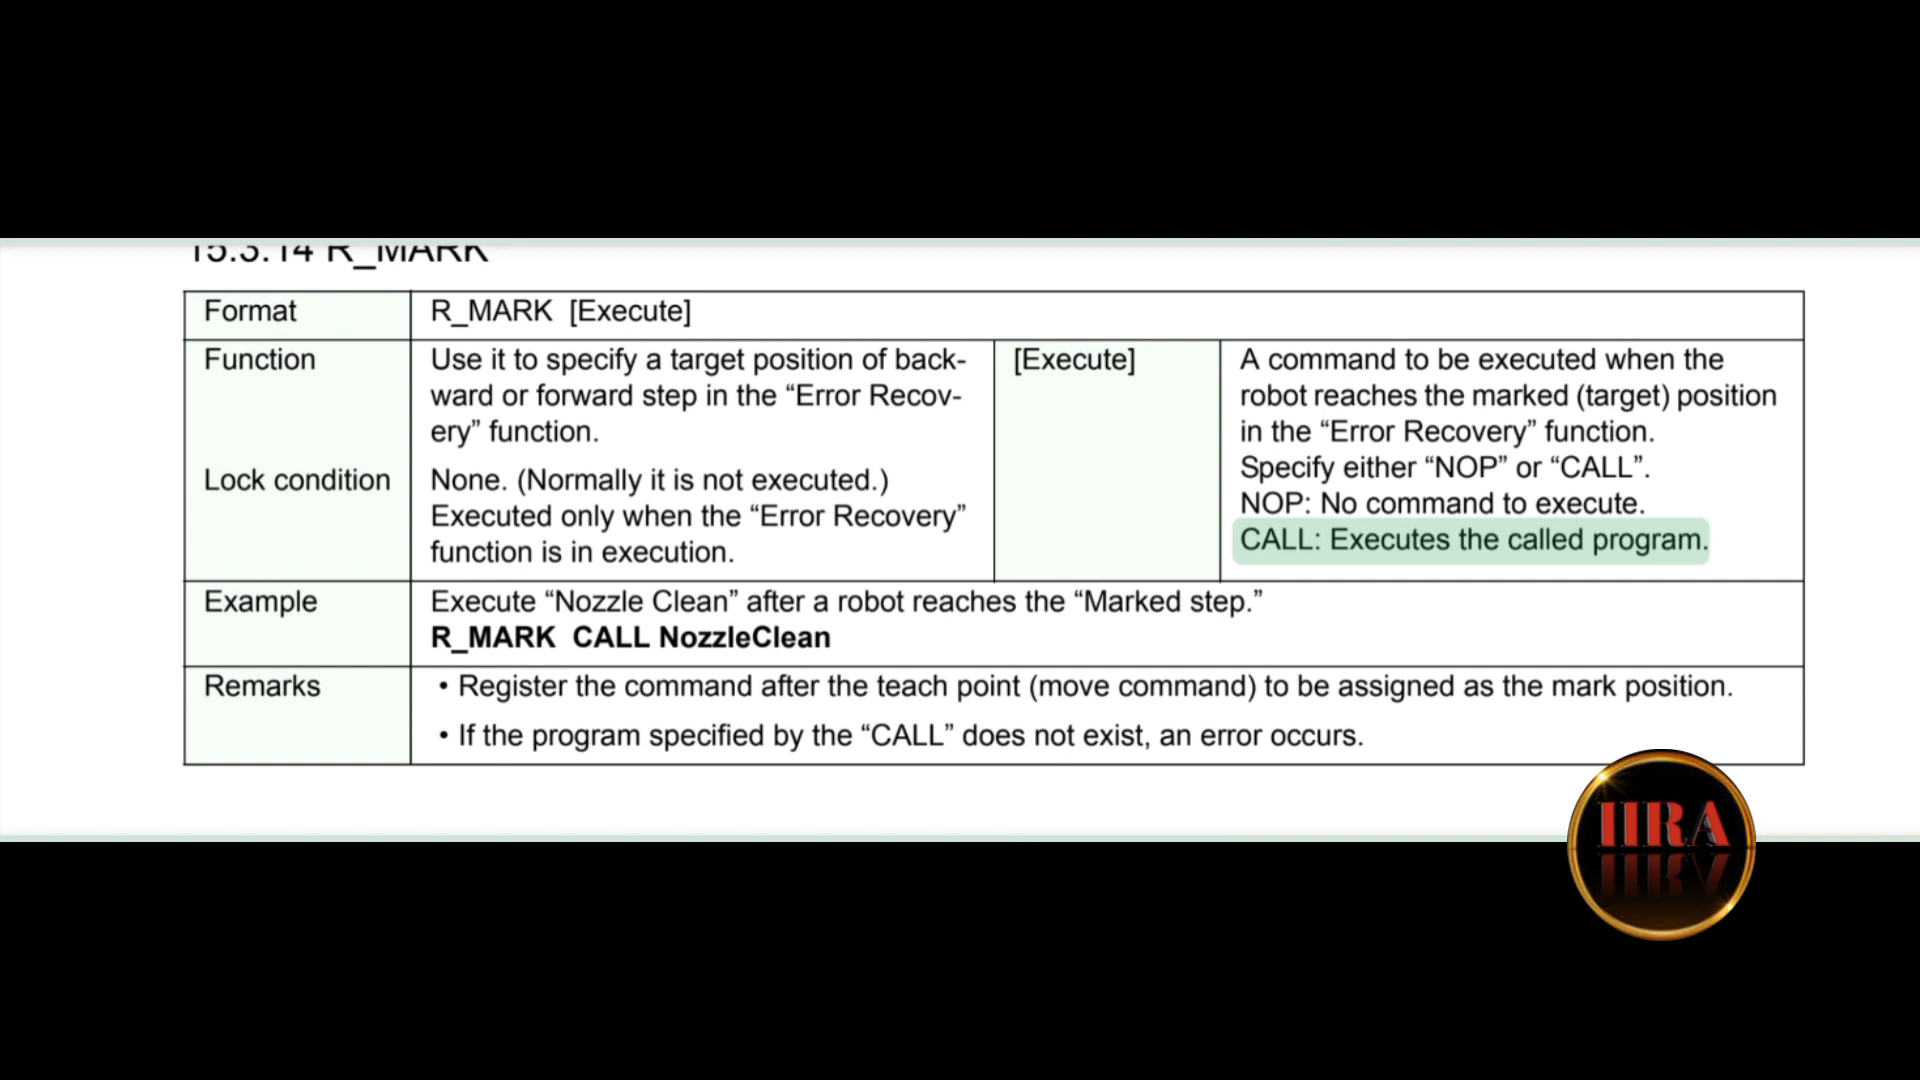 15.3.14 R_MARK
Format R_MARK [Execute]
Function Use it to specify a target position of back-
ward or forward step in the “Error Recov-
ery” function.
Lock condition None. (Normally it is not executed.)
Executed only when the “Error Recovery”
function is in execution.
[Execute] A command to be executed when the
robot reaches the marked (target) position
in the “Error Recovery” function.
Specify either “NOP” or “CALL”.
NOP: No command to execute.
CALL: Executes the called program.
Example Execute “Nozzle Clean” after a robot reaches the “Marked step.”
R_MARK CALL NozzleClean
Remarks • Register the command after the teach point (move command) to be assigned as the mark position.
• If the program specified by the “CALL” does not exist, an error occurs.
IIRA